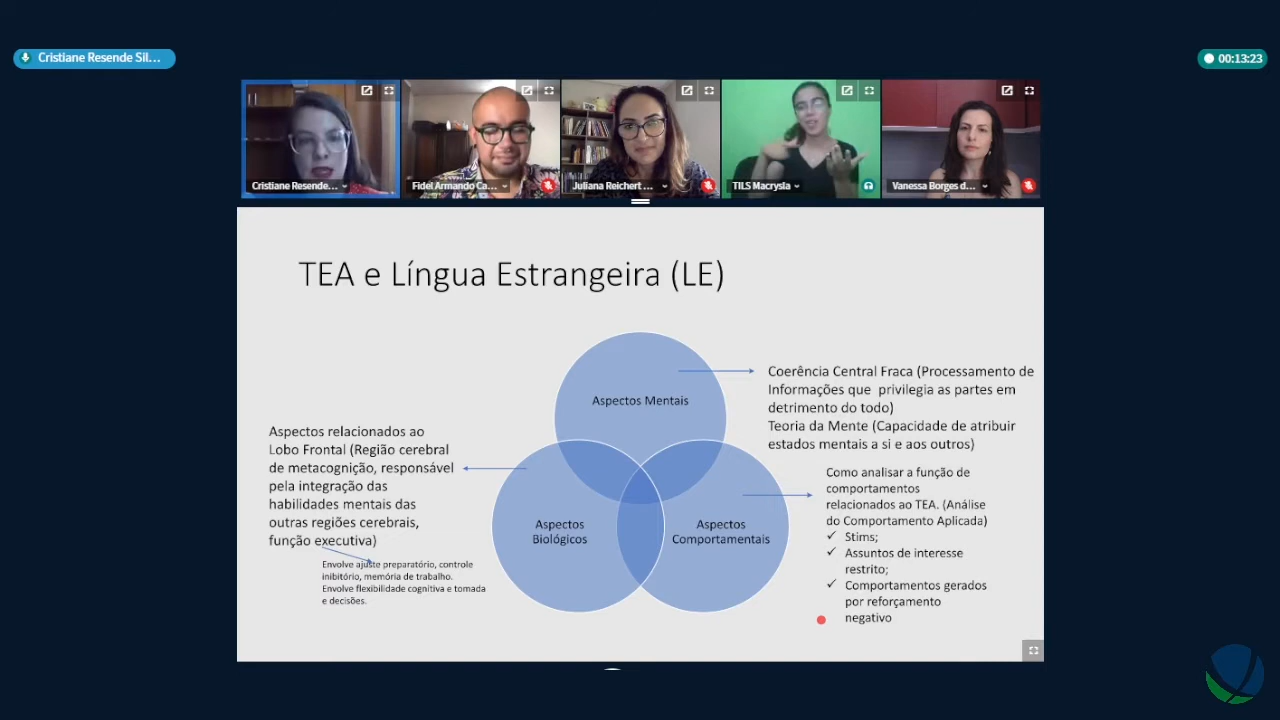 Cristiane Resende Sil...
00:13:23
Cristiane Resende...
Fidel Armando Ca...
Juliana Reichert ...
TILS Macrysla
Vanessa Borges d...
TEA e Língua Estrangeira (LE)
Aspectos Mentais
Coerência Central Fraca (Processamento de
Informações que privilegia as partes em
detrimento do todo)
Teoria da Mente (Capacidade de atribuir
estados mentais a si e aos outros)
Aspectos relacionados ao
Lobo Frontal (Região cerebral
de metacognição, responsável
pela integração das
habilidades mentais das
outras regiões cerebrais,
função executiva)
Envolve ajuste preparatório, controle
inibitório, memória de trabalho.
Envolve flexibilidade cognitiva e tomada
e decisões.
Aspectos
Biológicos
Aspectos
Comportamentais
Como analisar a função de
comportamentos
relacionados ao TEA. (Análise
do Comportamento Aplicada)
✓ Stims;
✓ Assuntos de interesse
restrito;
✓ Comportamentos gerados
por reforçamento
negativo